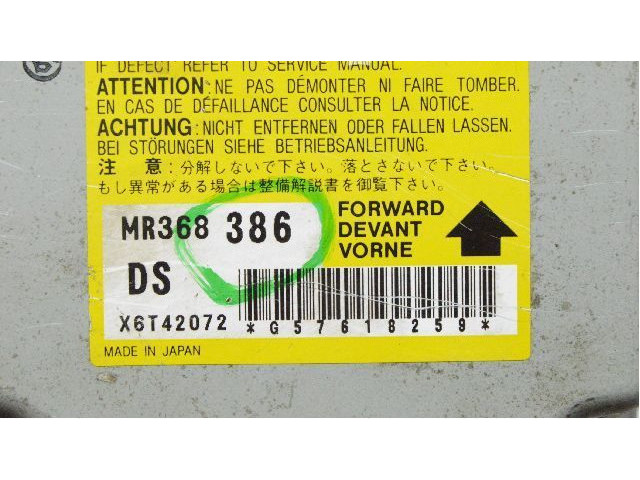 IF DEFECT REFER TO SERVICE MANUAL.
ATTENTION:NE PAS DÉMONTER NI FAIRE TOMBER.
EN CAS DE DÉFAILLANCE CONSULTER LA NOTICE.
ACHTUNG:NICHT ENTFERNEN ODER FALLEN LASSEN.
BEI STÖRUNGEN SIEHE BETRIEBSANLEITUNG.
注 意:分解しないで下さい。落とさないで下さい。
もし異常がある場合は整備解説書を御覧下さい。
MR368 386
FORWARD
DEVANT
VORNE
DS
X6T42072
*G57618259*
MADE IN JAPAN